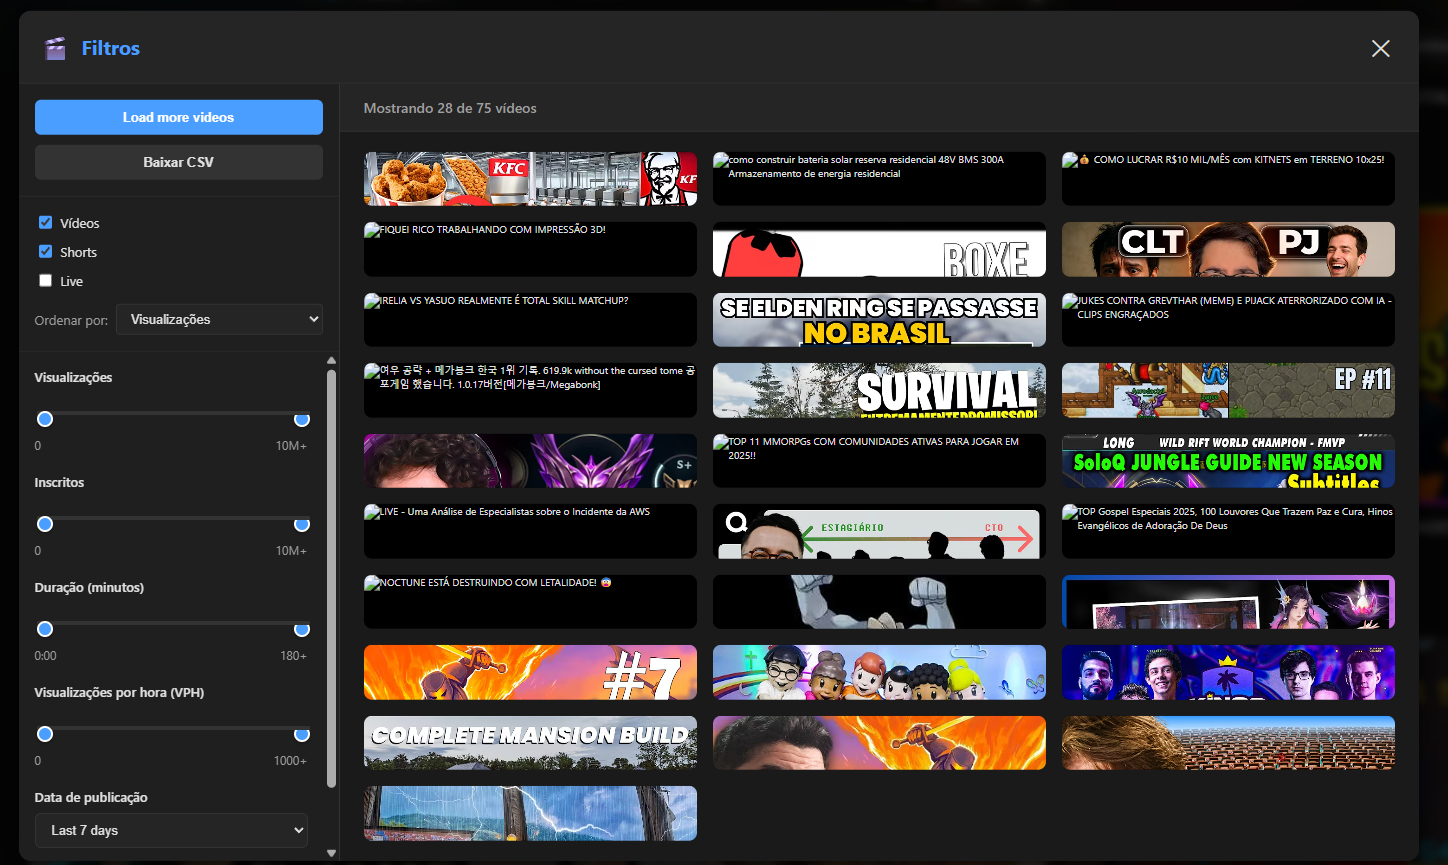 Filtros
Load more videos
Baixar CSV
Vídeos
Shorts
Live
Ordenar por:
Visualizações
Visualizações
0
10M+
Inscritos
0
10M+
Duração (minutos)
0:00
180+
Visualizações por hora (VPH)
0
1000+
Data de publicação
Last 7 days
Mostrando 28 de 75 vídeos
KFC
KF
como construir bateria solar reserva residencial 48V BMS 300A
Armazenamento de energia residencial
💰 COMO LUCRAR R$10 MIL/MÊS com KITNETS em TERRENO 10x25!
FIQUEI RICO TRABALHANDO COM IMPRESSÃO 3D!
BOXE
CLT
PJ
IRELIA VS YASUO REALMENTE É TOTAL SKILL MATCHUP?
SE ELDEN RING SE PASSASSE
NO BRASIL
JUKES CONTRA GREVTHAR (MEME) E PIJACK ATERRORIZADO COM IA -
CLIPS ENGRAÇADOS
여우 공략 + 메가봉크 한국 1위 기록. 619.9k without the cursed tome 공
포게임 했습니다. 1.0.17버전[메가봉크/Megabonk]
SURVIVAL
EXTREMAMENTE PROMISSOR!
EP #11
S+
TOP 11 MMORPGs COM COMUNIDADES ATIVAS PARA JOGAR EM
2025!!
LONG
WILD RIFT WORLD CHAMPION - FMVP
SoloQ JUNGLE GUIDE NEW SEASON
Subtitles
LIVE - Uma Análise de Especialistas sobre o Incidente da AWS
ESTAGIÁRIO
CTO
TOP Gospel Especiais 2025, 100 Louvores Que Trazem Paz e Cura, Hinos
Evangélicos de Adoração De Deus
NOCTUNE ESTÁ DESTRUINDO COM LETALIDADE! 😱
#7
KINGS
COMPLETE MANSION BUILD